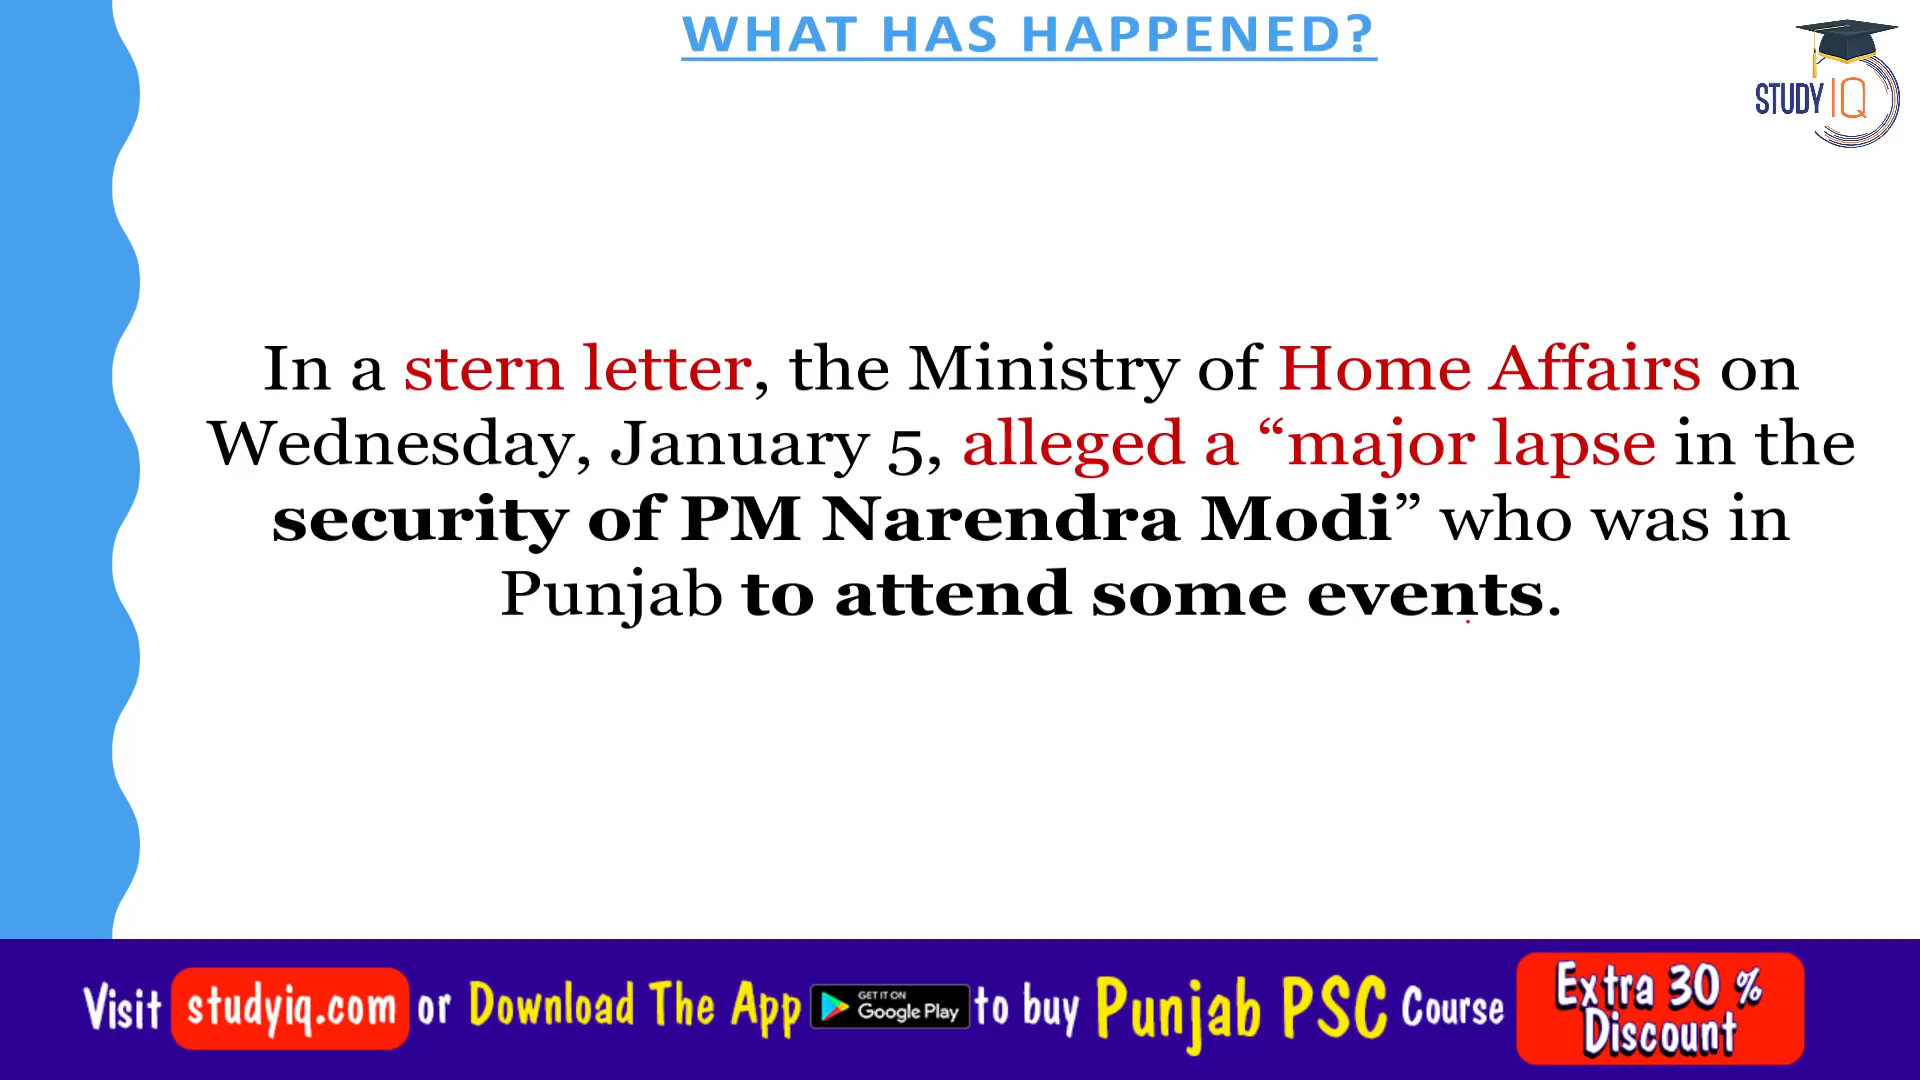 WHAT HAS HAPPENED?
STUDY IQ
In a stern letter, the Ministry of Home Affairs on
Wednesday, January 5, alleged a “major lapse in the
security of PM Narendra Modi” who was in
Punjab to attend some events.
Visit studyiq.com or Download The App GET IT ON Google Play to buy Punjab PSC Course Extra 30 % Discount